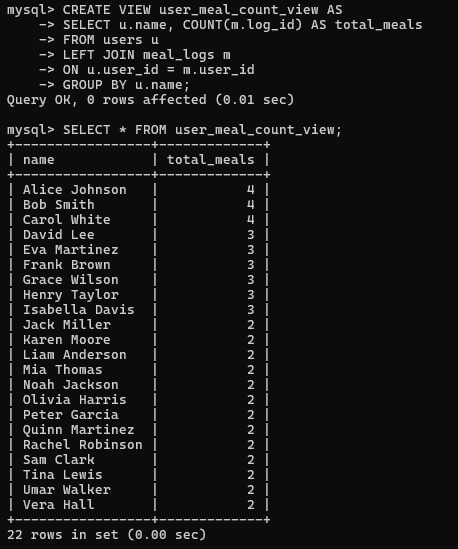 mysql> CREATE VIEW user_meal_count_view AS
    -> SELECT u.name, COUNT(m.log_id) AS total_meals
    -> FROM users u
    -> LEFT JOIN meal_logs m
    -> ON u.user_id = m.user_id
    -> GROUP BY u.name;
Query OK, 0 rows affected (0.01 sec)

mysql> SELECT * FROM user_meal_count_view;
+-----------------+-------------+
| name            | total_meals |
+-----------------+-------------+
| Alice Johnson   |           4 |
| Bob Smith       |           4 |
| Carol White     |           4 |
| David Lee       |           3 |
| Eva Martinez    |           3 |
| Frank Brown     |           3 |
| Grace Wilson    |           3 |
| Henry Taylor    |           3 |
| Isabella Davis  |           3 |
| Jack Miller     |           2 |
| Karen Moore     |           2 |
| Liam Anderson   |           2 |
| Mia Thomas      |           2 |
| Noah Jackson    |           2 |
| Olivia Harris   |           2 |
| Peter Garcia    |           2 |
| Quinn Martinez  |           2 |
| Rachel Robinson |           2 |
| Sam Clark       |           2 |
| Tina Lewis      |           2 |
| Umar Walker     |           2 |
| Vera Hall       |           2 |
+-----------------+-------------+
22 rows in set (0.00 sec)